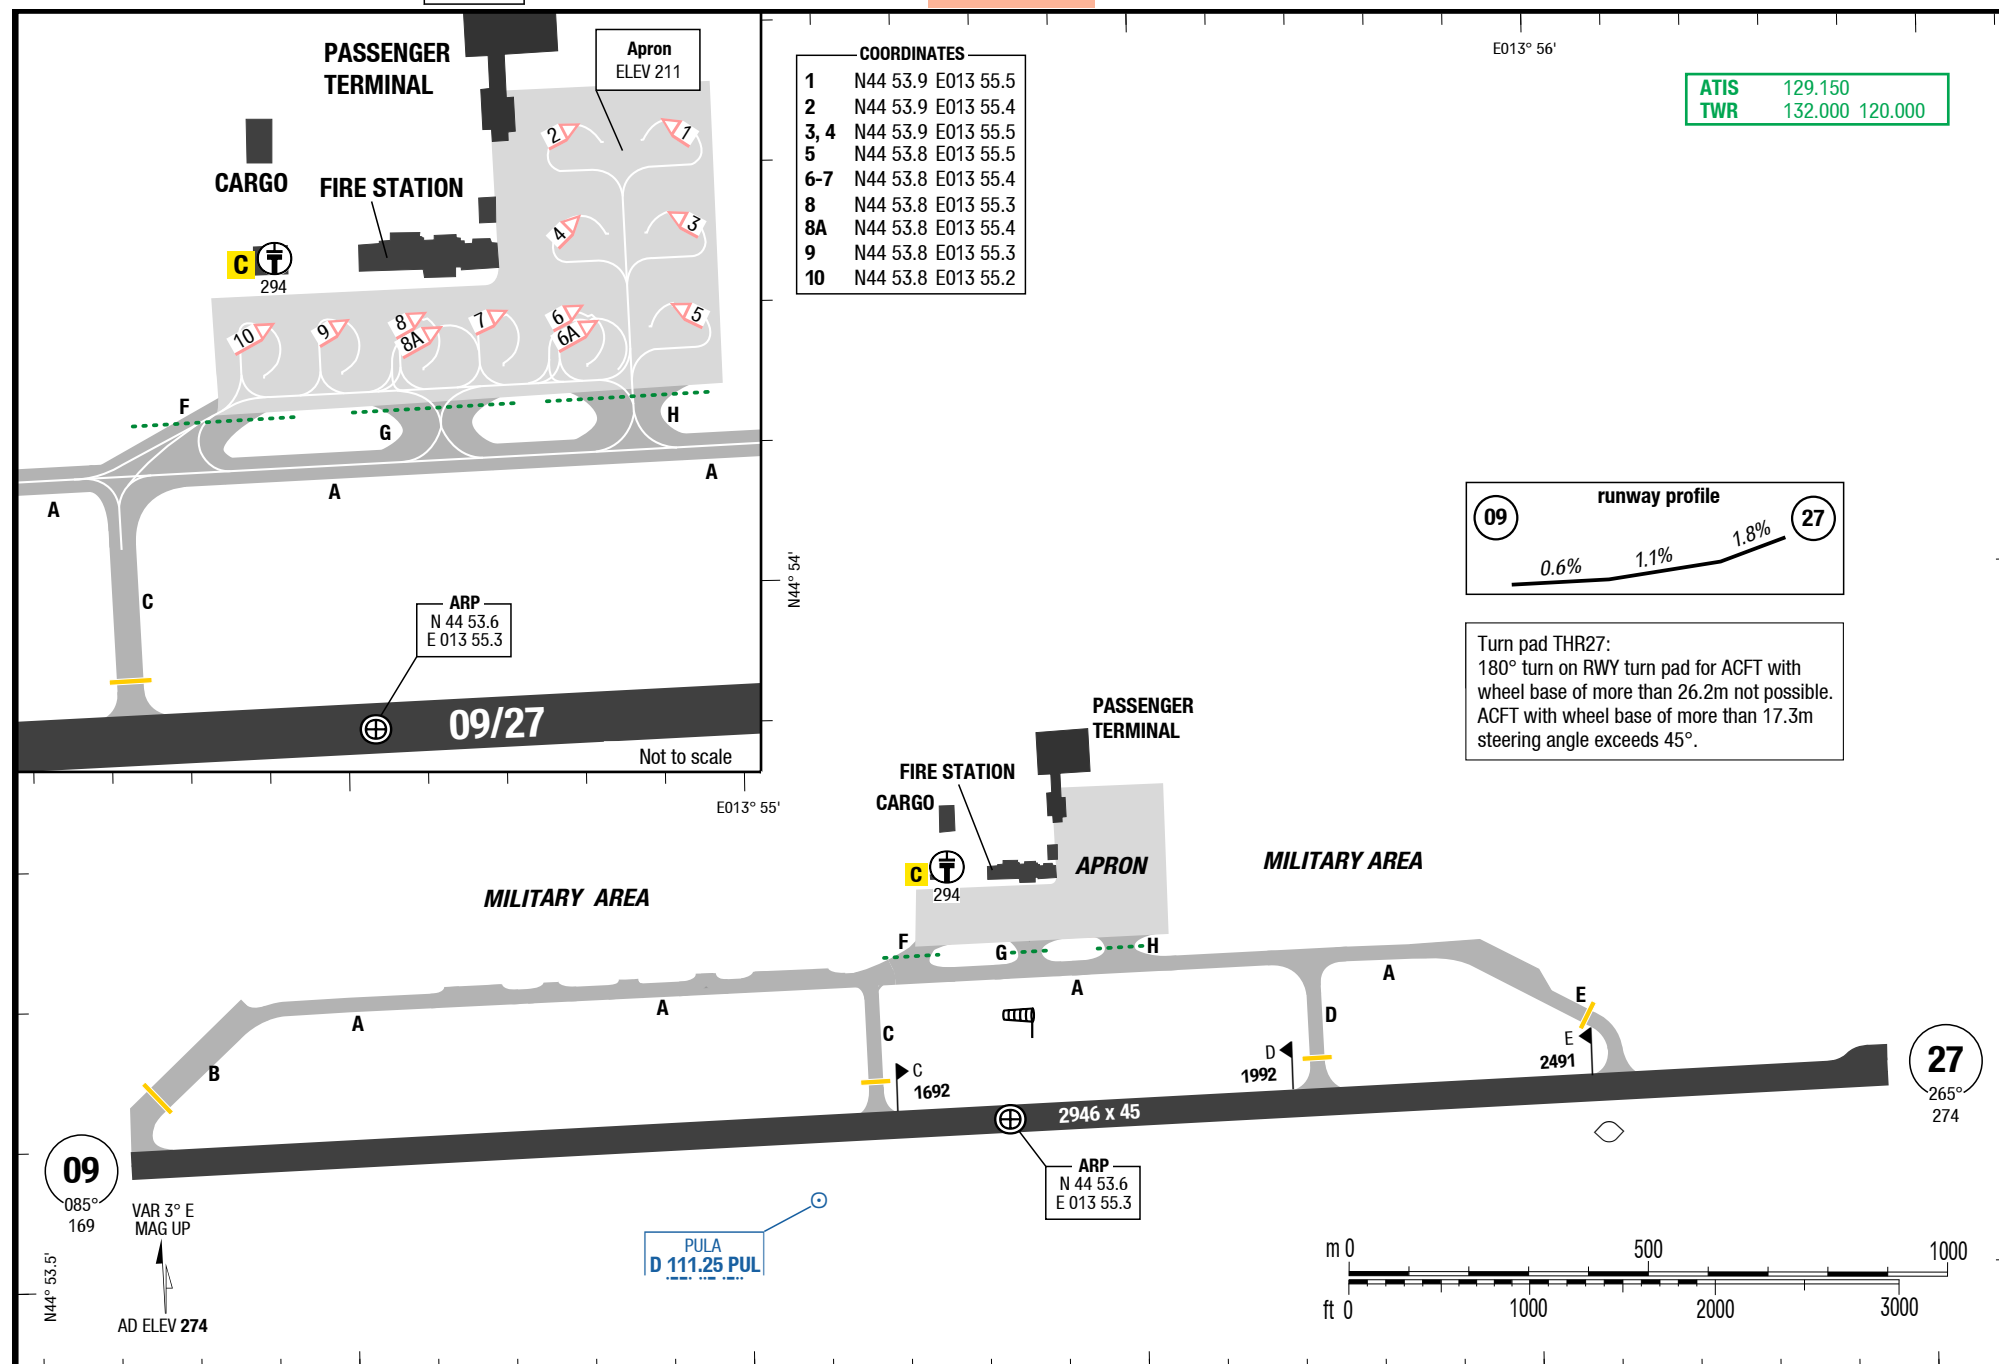 PASSENGER
TERMINAL
Apron
ELEV 211
CARGO
FIRE STATION
C
294
2
1
4
3
10
9
8
8A
7
6
6A
5
F
G
H
A
A
A
C
ARP
N 44 53.6
E 013 55.3
09/27
Not to scale
COORDINATES
1 N44 53.9 E013 55.5
2 N44 53.9 E013 55.4
3, 4 N44 53.9 E013 55.5
5 N44 53.8 E013 55.5
6-7 N44 53.8 E013 55.4
8 N44 53.8 E013 55.3
8A N44 53.8 E013 55.4
9 N44 53.8 E013 55.3
10 N44 53.8 E013 55.2
E013° 56'
ATIS 129.150
TWR 132.000 120.000
runway profile
09
0.6%
1.1%
1.8%
27
N44° 54'
Turn pad THR27:
180° turn on RWY turn pad for ACFT with
wheel base of more than 26.2m not possible.
ACFT with wheel base of more than 17.3m
steering angle exceeds 45°.
E013° 55'
PASSENGER
TERMINAL
FIRE STATION
CARGO
C
294
APRON
MILITARY AREA
MILITARY AREA
F
G
H
A
A
A
A
B
C
D
E
C
1692
D
1992
E
2491
2946 x 45
09
085°
169
27
265°
274
ARP
N 44 53.6
E 013 55.3
VAR 3° E
MAG UP
AD ELEV 274
N44° 53.5'
PULA
D 111.25 PUL
m 0 500 1000
ft 0 1000 2000 3000